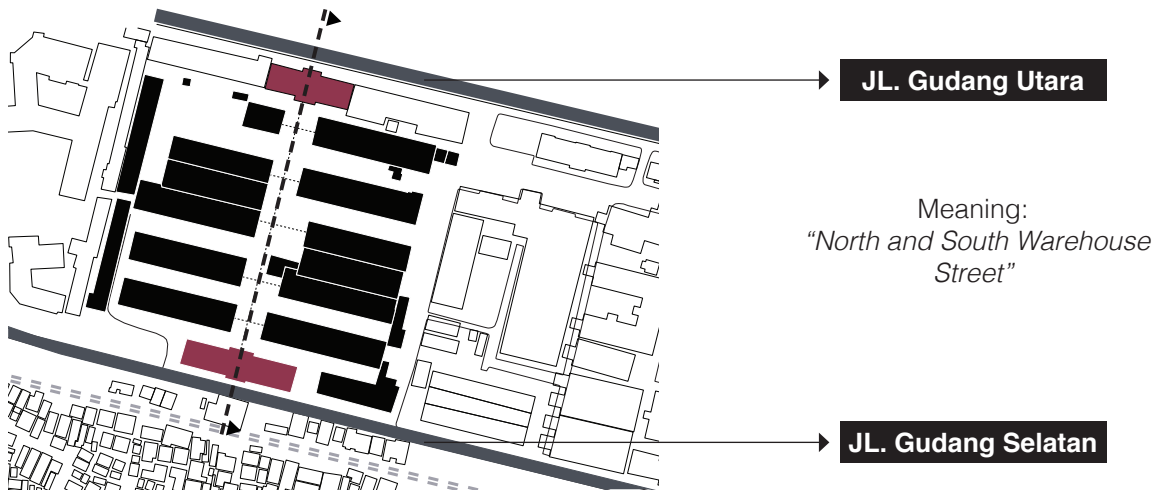 JL. Gudang Utara
Meaning:
“North and South Warehouse
Street”
JL. Gudang Selatan